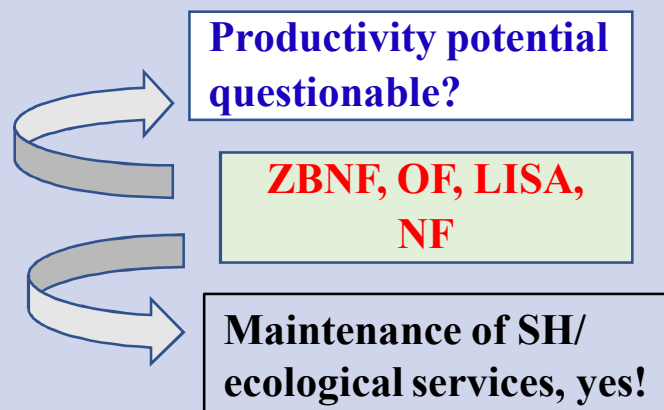 Productivity potential
questionable?
ZBNF, OF, LISA,
NF
Maintenance of SH/
ecological services, yes!